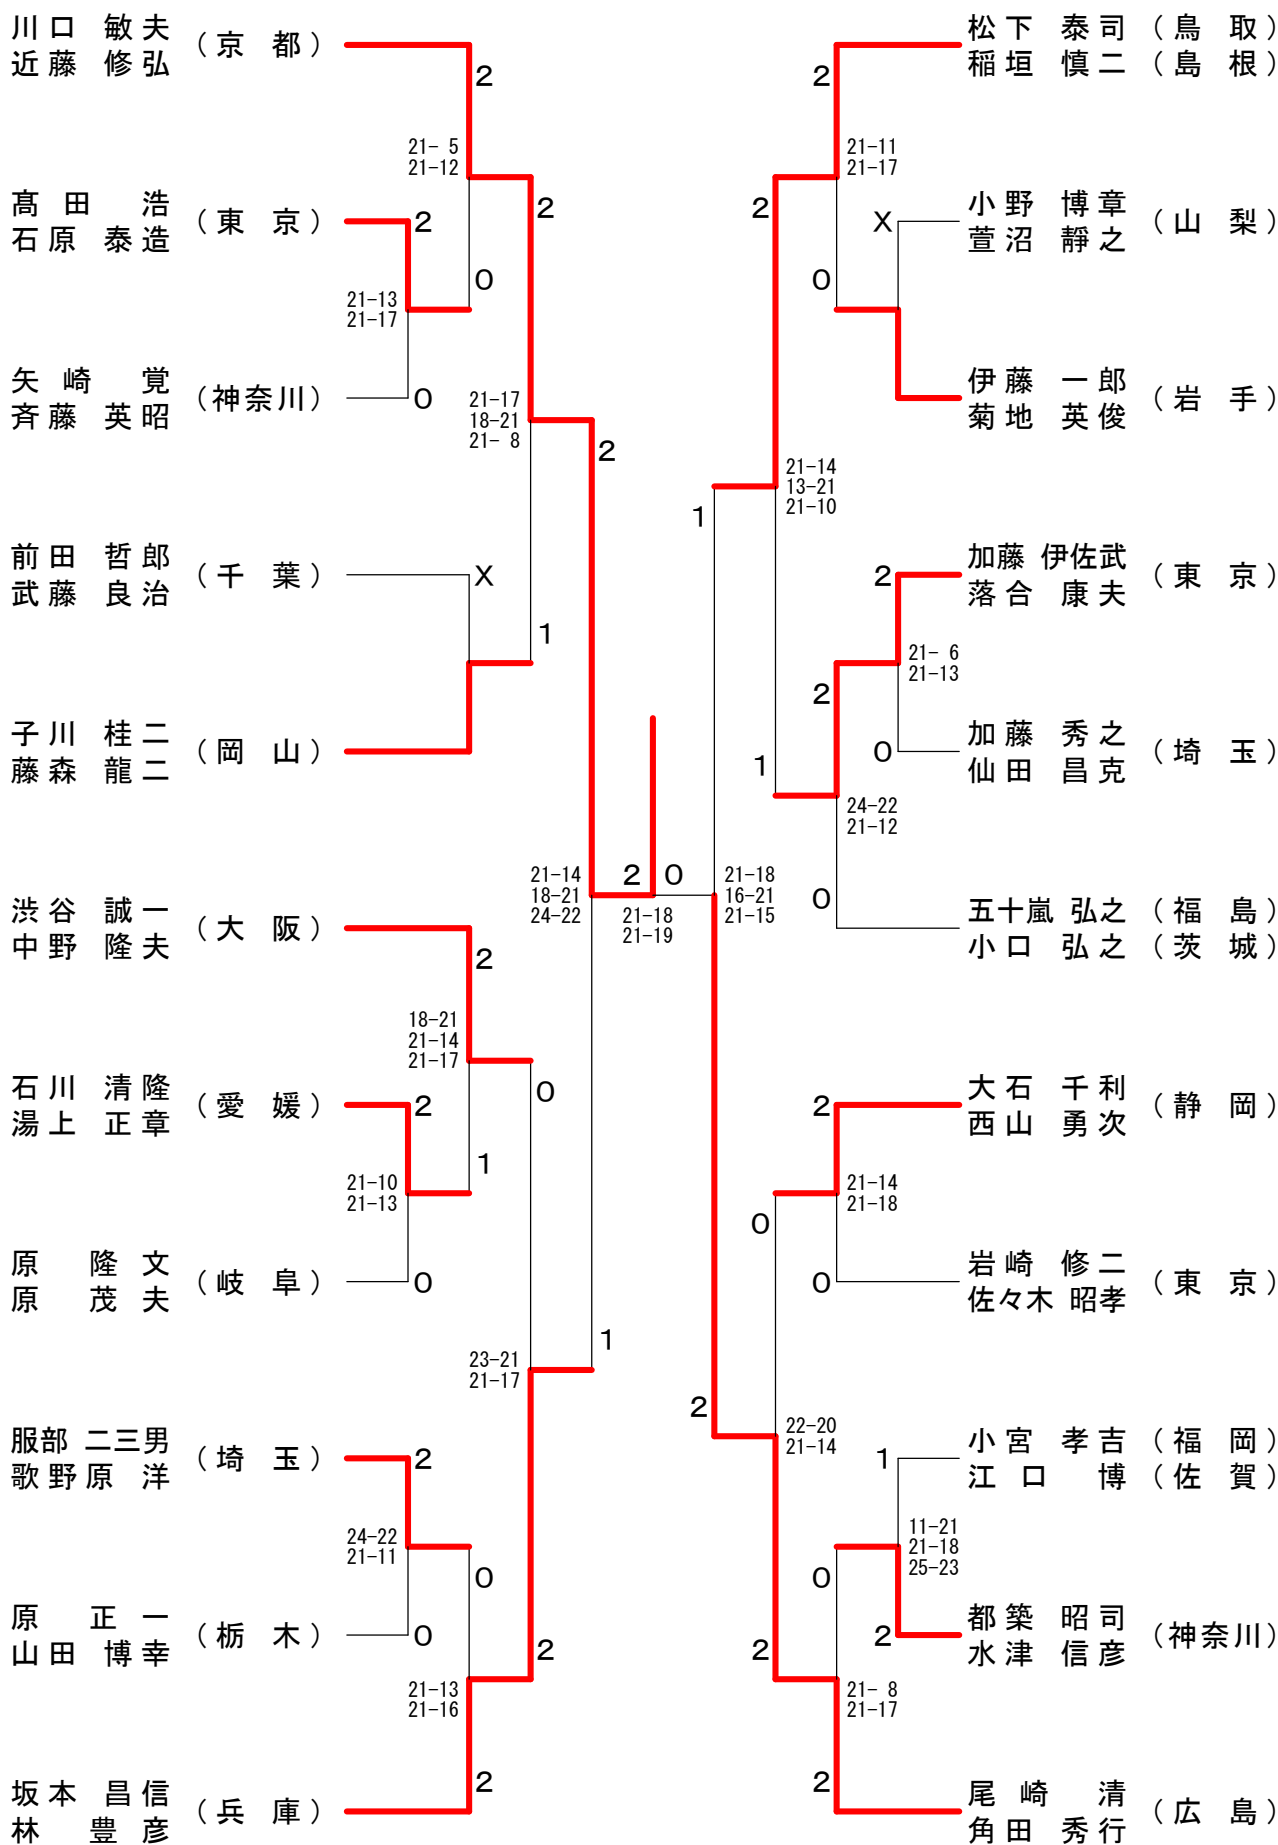 川口 敏夫
近藤 修弘
(京 都)
2
21- 5
21-12
2
髙田 浩
石原 泰造
(東 京)
2
0
21-13
21-17
矢崎 覚
斉藤 英昭
(神奈川)
0
21-17
18-21
21- 8
2
前田 哲郎
武藤 良治
(千 葉)
X
1
子川 桂二
藤森 龍二
(岡 山)
21-14
18-21
24-22
2
0
21-18
21-19
渋谷 誠一
中野 隆夫
(大 阪)
2
18-21
21-14
21-17
0
石川 清隆
湯上 正章
(愛 媛)
2
1
21-10
21-13
原 隆文
原 茂夫
(岐 阜)
0
1
23-21
21-17
服部 二三男
歌野原 洋
(埼 玉)
2
24-22
21-11
0
原 正一
山田 博幸
(栃 木)
0
2
21-13
21-16
坂本 昌信
林 豊彦
(兵 庫)
2
松下 泰司 (鳥 取)
稲垣 慎二 (島 根)
2
21-11
21-17
2
小野 博章
萱沼 靜之
(山 梨)
X
0
伊藤 一郎
菊地 英俊
(岩 手)
21-14
13-21
21-10
1
加藤 伊佐武
落合 康夫
(東 京)
2
21- 6
21-13
2
加藤 秀之
仙田 昌克
(埼 玉)
0
1
24-22
21-12
21-18
16-21
21-15
0
五十嵐 弘之 (福 島)
小口 弘之 (茨 城)
大石 千利
西山 勇次
(静 岡)
2
21-14
21-18
0
岩崎 修二
佐々木 昭孝
(東 京)
0
2
22-20
21-14
小宮 孝吉 (福 岡)
江口 博 (佐 賀)
1
11-21
21-18
25-23
0
都築 昭司
水津 信彦
(神奈川)
2
2
21- 8
21-17
尾崎 清
角田 秀行
(広 島)
2